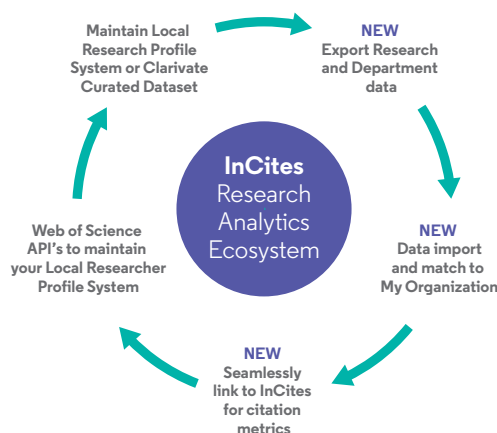 Maintain Local
Research Profile
System or Clarivate
Curated Dataset
NEW
Export Research
and Department
data
InCites
Research
Analytics
Ecosystem
NEW
Data import
and match to
My Organization
NEW
Seamlessly
link to InCites
for citation
metrics
Web of Science
API's to maintain
your Local Researcher
Profile System